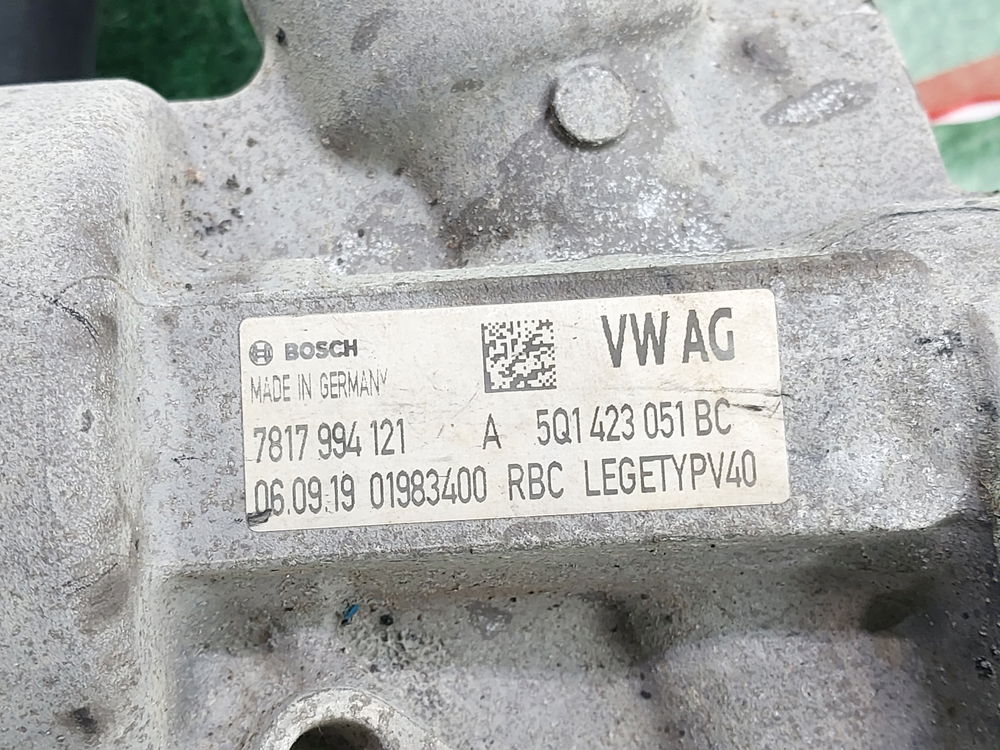 BOSCH VW AG
MADE IN GERMANY
7817 994 121 A 5Q1 423 051 BC
06.09.19 01983400 RBC LEGETYPV40